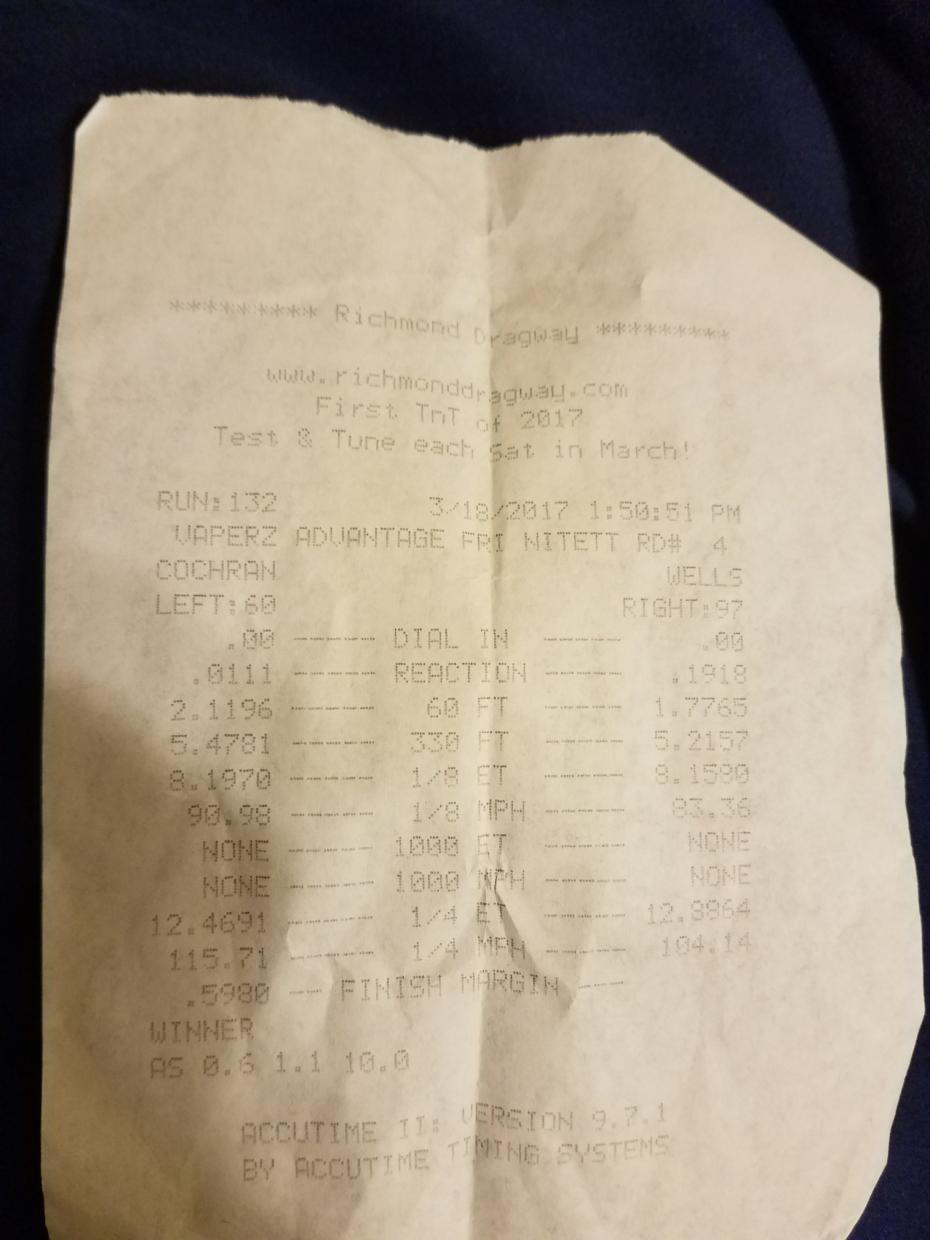 ********* Richmond Dragway *********
www.richmonddragway.com
First TnT of 2017
Test & Tune each Sat in March!
RUN:132 3/18/2017 1:50:51 PM
VAPERZ ADVANTAGE FRI NITETT RD# 4
COCHRAN WELLS
LEFT:60 RIGHT:97
.00 ----- DIAL IN ----- .00
.0111 ----- REACTION ----- .1918
2.1196 ----- 60 FT ----- 1.7765
5.4781 ----- 330 FT ----- 5.2157
8.1970 ----- 1/8 ET ----- 8.1580
90.98 ----- 1/8 MPH ----- 83.36
NONE ----- 1000 ET ----- NONE
NONE ----- 1000 MPH ----- NONE
12.4691 ----- 1/4 ET ----- 12.8864
115.71 ----- 1/4 MPH ----- 104.14
.5980 -- FINISH MARGIN ---
WINNER
AS 0.6 1.1 10.0
ACCUTIME II: VERSION 9.7.1
BY ACCUTIME TIMING SYSTEMS